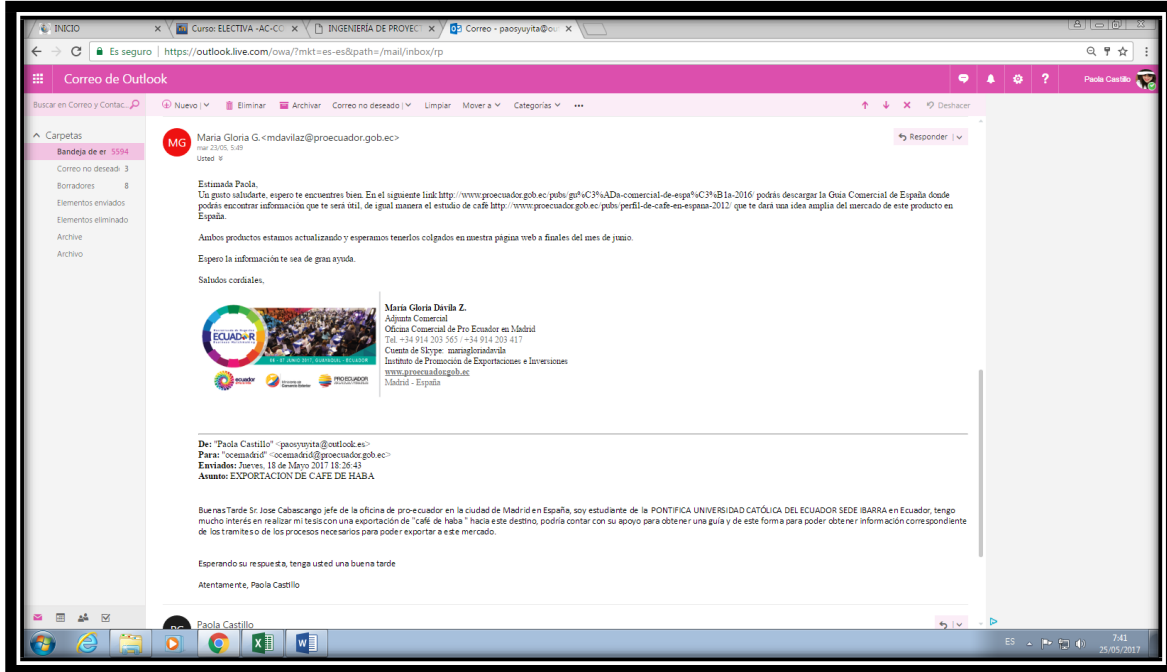 INICIO
Curso: ELECTIVA -AC-CO
INGENIERÍA DE PROYEC
Correo - paosyuyita@ou
Es seguro | https://outlook.live.com/owa/?mkt=es-es&path=/mail/inbox/rp
Correo de Outlook
Paola Castillo
Buscar en Correo y Contac...
Nuevo | Eliminar Archivar Correo no deseado | Limpiar Mover a Categorías ••• Deshacer
Carpetas
Bandeja de er 5594
Correo no desead 3
Borradores 8
Elementos enviados
Elementos eliminado
Archive
Archivo
MG
Maria Gloria G.<mdavilaz@proecuador.gob.ec>
mar 23/05, 5:49
Usted
Responder |
Estimada Paola,
Un gusto saludarte, espero te encuentres bien. En el siguiente link http://www.proecuador.gob.ec/pubs/gu%C3%ADa-comercial-de-espa%C3%B1a-2016/ podrás descargar la Guia Comercial de España donde
podrás encontrar información que te será útil, de igual manera el estudio de café http://www.proecuador.gob.ec/pubs/perfil-de-cafe-en-espana-2012/ que te dará una idea amplia del mercado de este producto en
España.
Ambos productos estamos actualizando y esperamos tenerlos colgados en nuestra página web a finales del mes de junio.
Espero la información te sea de gran ayuda.
Saludos cordiales,
ECUADOR
26 - 27 JUNIO 2017, GUAYAQUIL - ECUADOR
ecuador
PRO ECUADOR
María Gloria Dávila Z.
Adjunta Comercial
Oficina Comercial de Pro Ecuador en Madrid
Tel. +34 914 203 565 / +34 914 203 417
Cuenta de Skype: mariagloriadavila
Instituto de Promoción de Exportaciones e Inversiones
www.proecuador.gob.ec
Madrid - España
De: "Paola Castillo" <paosyuyita@outlook.es>
Para: "ocemadrid" <ocemadrid@proecuador.gob.ec>
Enviados: Jueves, 18 de Mayo 2017 18:26:43
Asunto: EXPORTACION DE CAFE DE HABA
Buenas Tarde Sr. Jose Cabascango jefe de la oficina de pro-ecuador en la ciudad de Madrid en España, soy estudiante de la PONTIFICA UNIVERSIDAD CATÓLICA DEL ECUADOR SEDE IBARRA en Ecuador, tengo
mucho interés en realizar mi tesis con una exportación de "café de haba " hacia este destino, podría contar con su apoyo para obtener una guía y de este forma para poder obtener información correspondiente
de los tramites o de los procesos necesarios para poder exportar a este mercado.
Esperando su respuesta, tenga usted una buena tarde
Atentamente, Paola Castillo
Paola Castillo
ES
7:41
25/05/2017